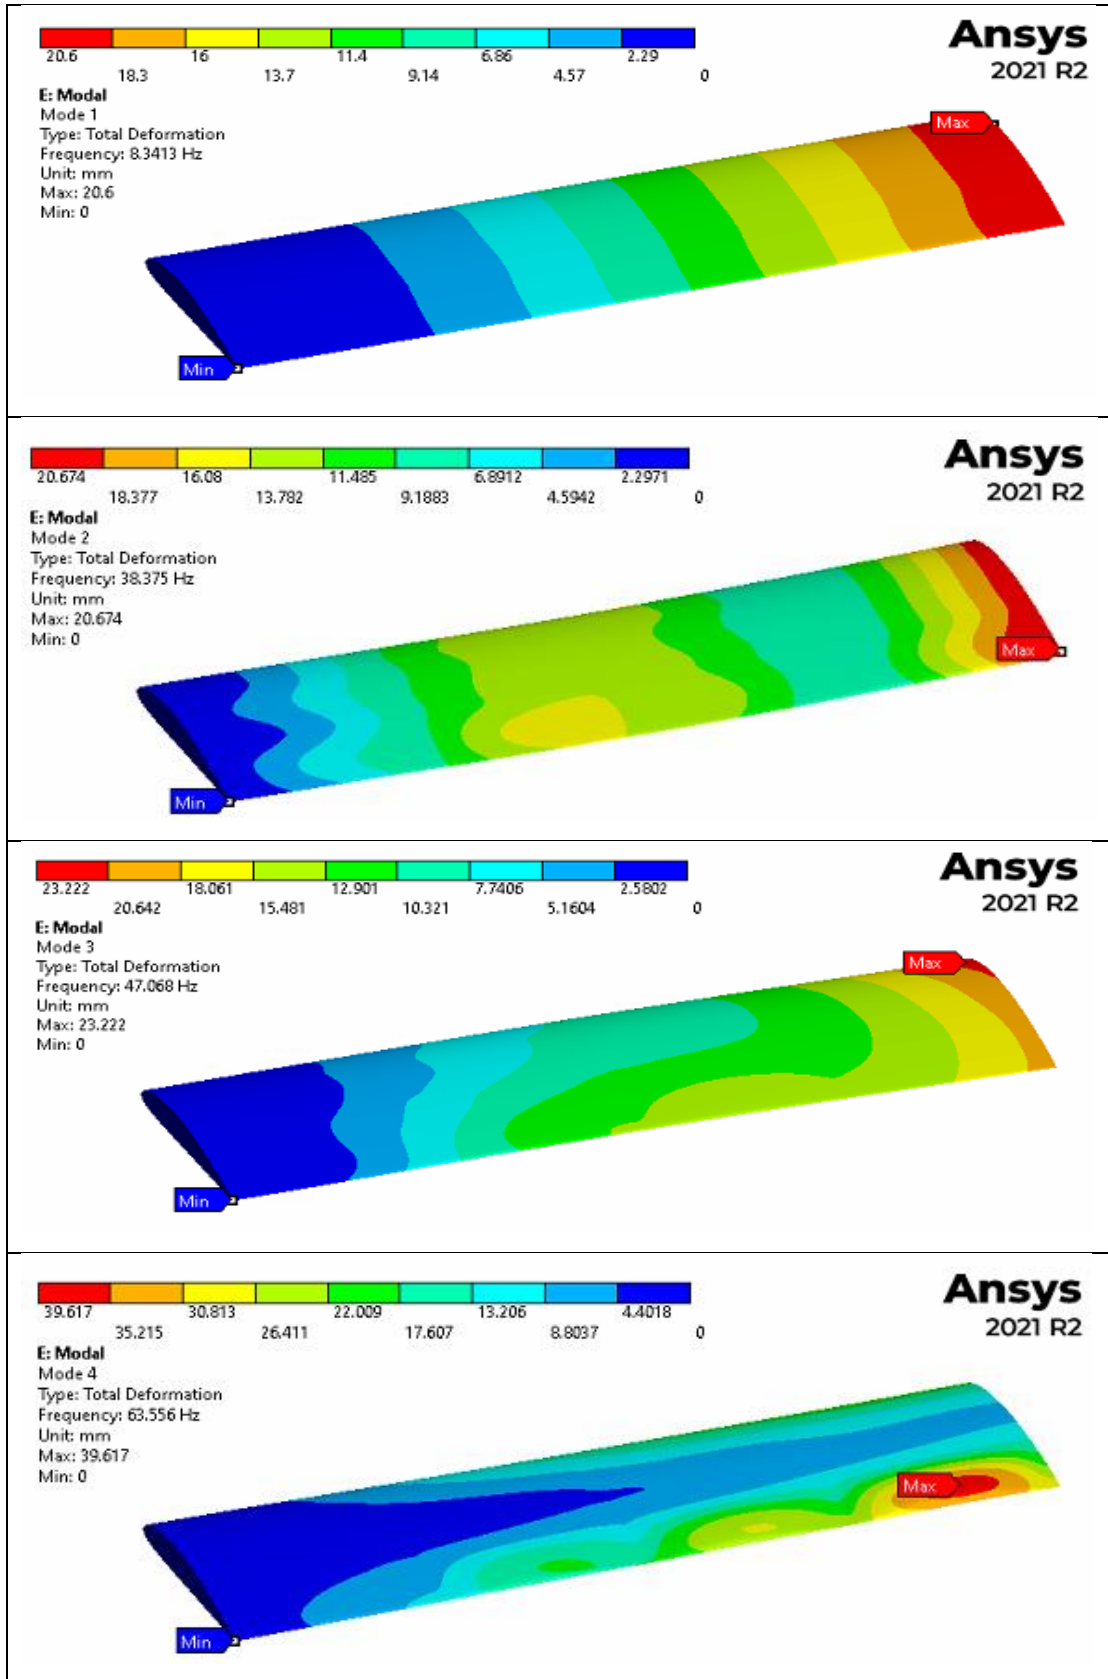 Ansys
2021 R2
20.6 16 11.4 6.86 2.29
18.3 13.7 9.14 4.57 0
E: Modal
Mode 1
Type: Total Deformation
Frequency: 8.3413 Hz
Unit: mm
Max: 20.6
Min: 0
Max
Min
Ansys
2021 R2
20.674 16.08 11.485 6.8912 2.2971
18.377 13.782 9.1883 4.5942 0
E: Modal
Mode 2
Type: Total Deformation
Frequency: 38.375 Hz
Unit: mm
Max: 20.674
Min: 0
Max
Min
Ansys
2021 R2
23.222 18.061 12.901 7.7406 2.5802
20.642 15.481 10.321 5.1604 0
E: Modal
Mode 3
Type: Total Deformation
Frequency: 47.068 Hz
Unit: mm
Max: 23.222
Min: 0
Max
Min
Ansys
2021 R2
39.617 30.813 22.009 13.206 4.4018
35.215 26.411 17.607 8.8037 0
E: Modal
Mode 4
Type: Total Deformation
Frequency: 63.556 Hz
Unit: mm
Max: 39.617
Min: 0
Max
Min